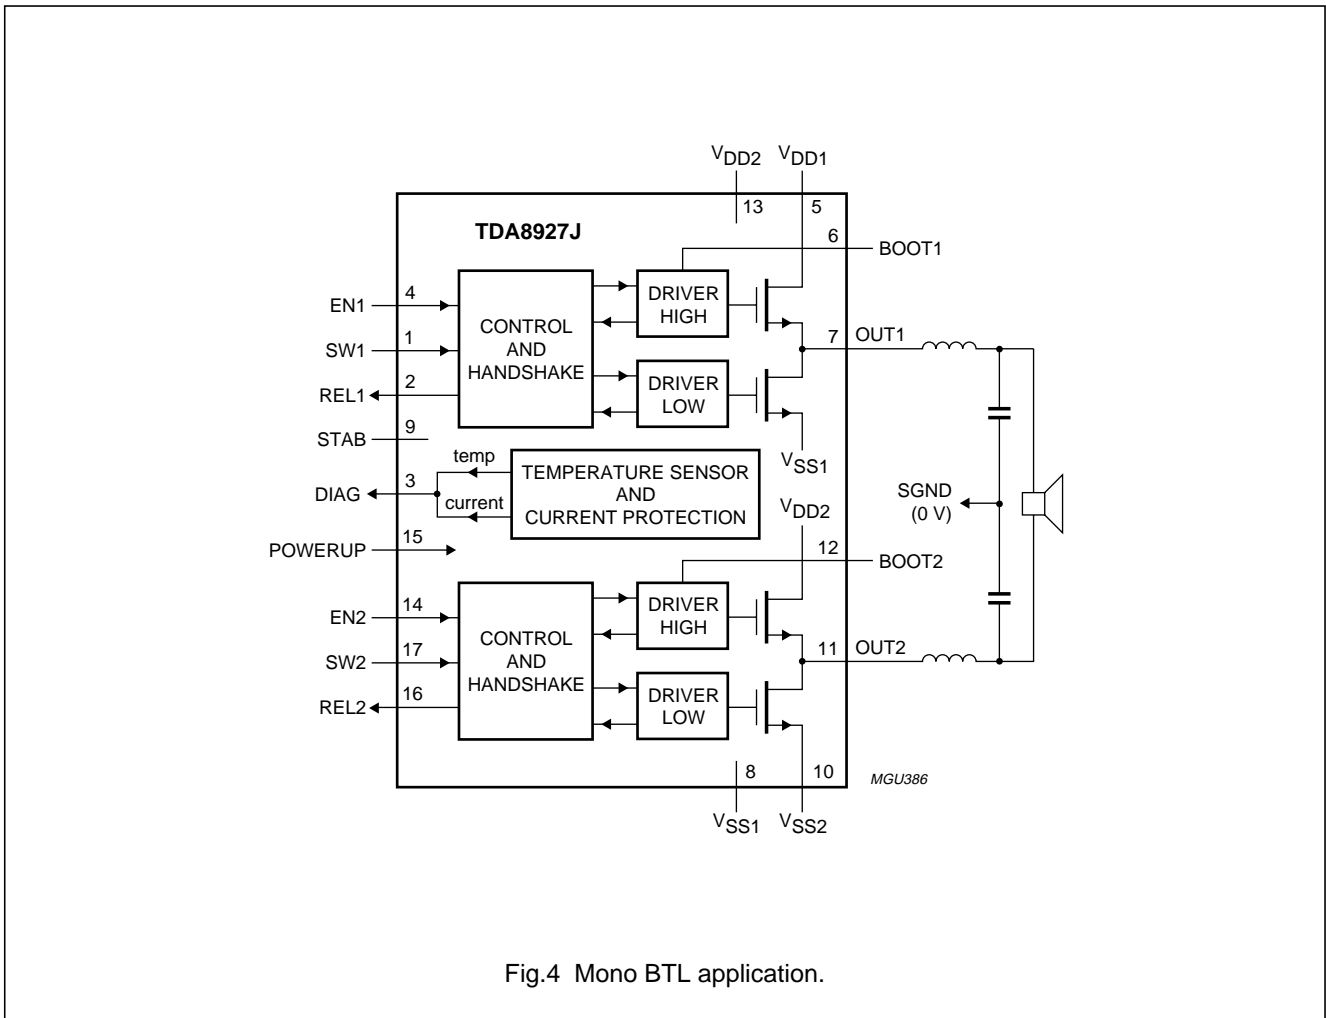 VDD2 VDD1
13 5
TDA8927J
6 BOOT1
EN1 4
SW1 1
REL1 2
STAB 9
CONTROL
AND
HANDSHAKE
DRIVER
HIGH
DRIVER
LOW
7 OUT1
VSS1
temp
DIAG 3
current
TEMPERATURE SENSOR
AND
CURRENT PROTECTION
SGND
(0 V)
VDD2
POWERUP 15
12 BOOT2
EN2 14
SW2 17
REL2 16
CONTROL
AND
HANDSHAKE
DRIVER
HIGH
DRIVER
LOW
11 OUT2
8 10
MGU386
VSS1 VSS2
Fig.4 Mono BTL application.